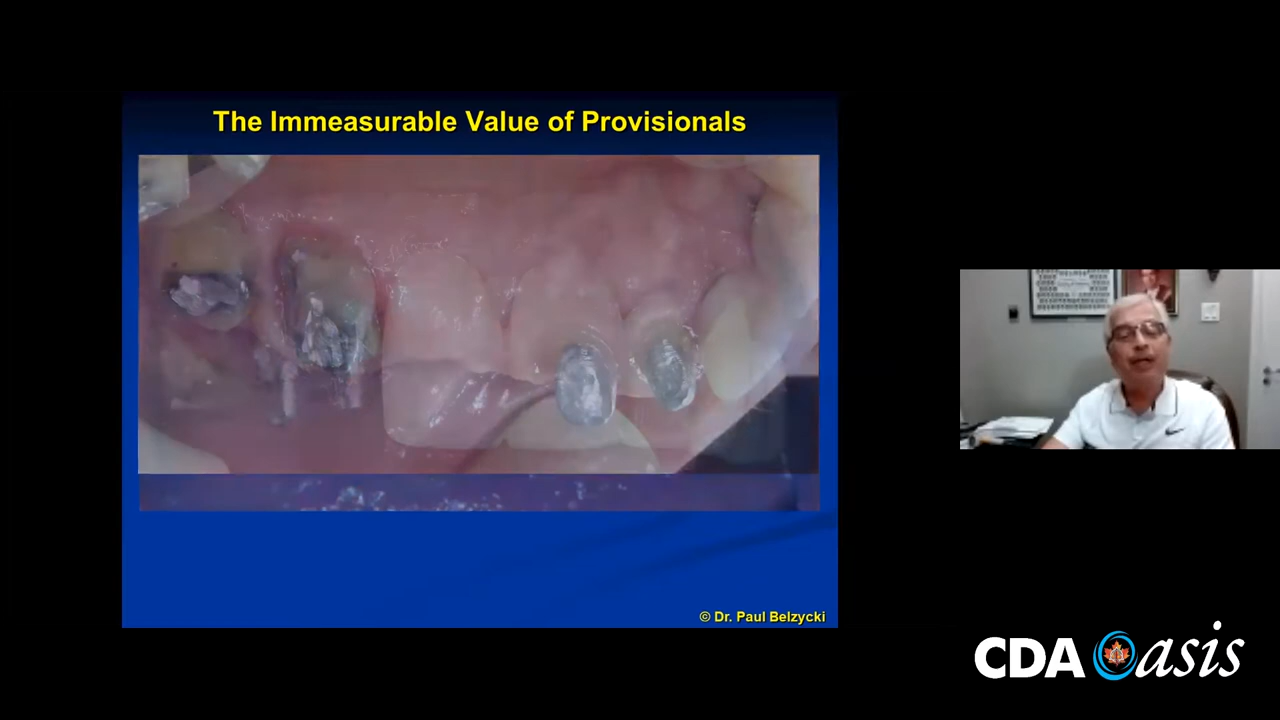 The Immeasurable Value of Provisionals
© Dr. Paul Belzycki
CDA Oasis